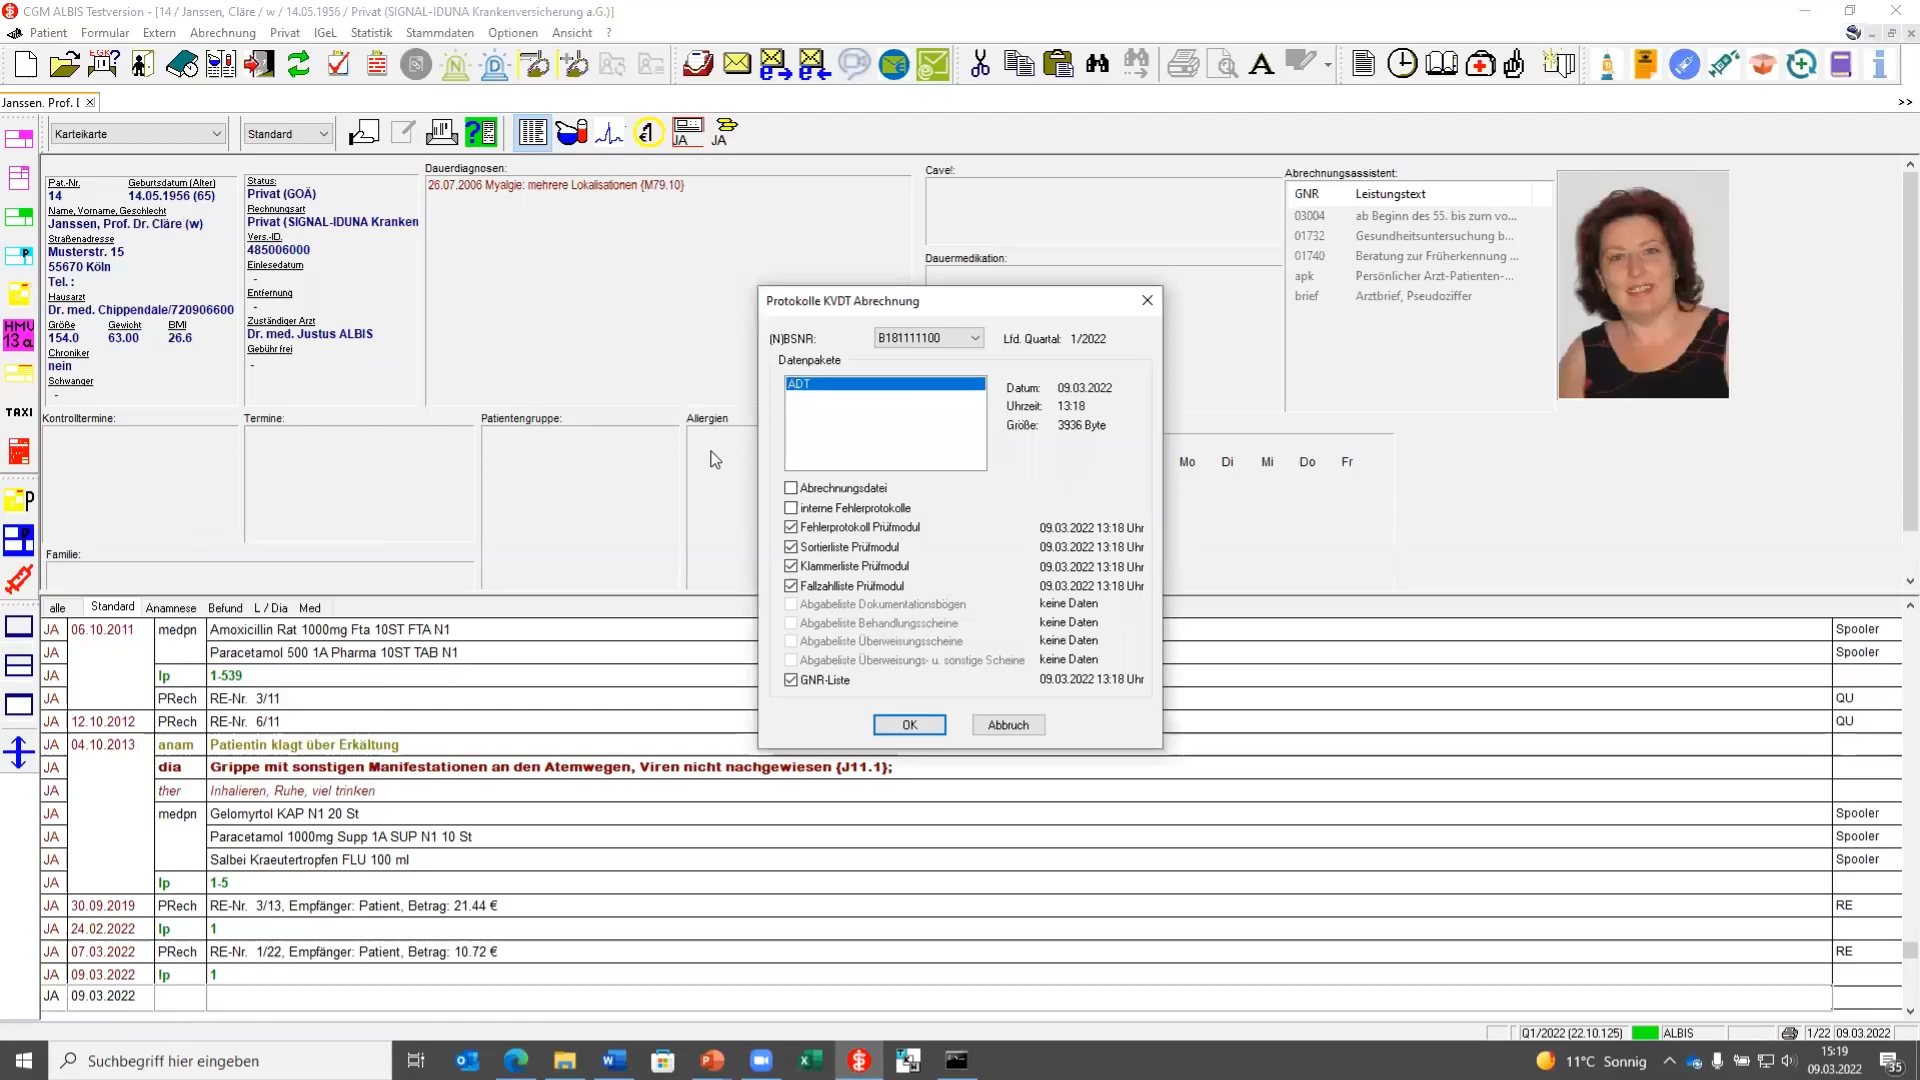 CGM ALBIS Testversion - [14 / Janssen, Cläre / w / 14.05.1956 / Privat (SIGNAL-IDUNA Krankenversicherung a.G.)]
Patient Formular Extern Abrechnung Privat IGeL Statistik Stammdaten Optionen Ansicht ?
Janssen, Prof. D
>>
Karteikarte
Standard
JA
JA
Pat.-Nr. Geburtsdatum (Alter)
14 14.05.1956 (65)
Name, Vorname, Geschlecht
Janssen, Prof. Dr. Cläre (w)
Straßenadresse
Musterstr. 15
55670 Köln
Tel.:
Hausarzt
Dr. med. Chippendale/720906600
Größe Gewicht BMI
154.0 63.00 26.6
Chroniker
nein
Schwanger
-
Status:
Privat (GOÄ)
Rechnungsart
Privat (SIGNAL-IDUNA Kranken
Vers.-ID.
485006000
Einlesedatum
-
Entfernung
-
Zuständiger Arzt
Dr. med. Justus ALBIS
Gebühr frei
-
Dauerdiagnosen:
26.07.2006 Myalgie: mehrere Lokalisationen {M79.10}
Cavel:
Dauermedikation:
Abrechnungsassistent:
GNR Leistungstext
03004 ab Beginn des 55. bis zum vo...
01732 Gesundheitsuntersuchung b...
01740 Beratung zur Früherkennung ...
apk Persönlicher Arzt-Patienten-...
brief Arztbrief, Pseudoziffer
HMV
13a
TAXI
P
Kontrolltermine:
Termine:
Patientengruppe:
Allergien
Mo Di Mi Do Fr
Familie:
Protokolle KVDT Abrechnung
(N)BSNR: B181111100 Lfd. Quartal: 1/2022
Datenpakete
ADT
Datum: 09.03.2022
Uhrzeit: 13:18
Größe: 3936 Byte
Abrechnungsdatei
interne Fehlerprotokolle
Fehlerprotokoll Prüfmodul 09.03.2022 13:18 Uhr
Sortierliste Prüfmodul 09.03.2022 13:18 Uhr
Klammerliste Prüfmodul 09.03.2022 13:18 Uhr
Fallzahlliste Prüfmodul 09.03.2022 13:18 Uhr
Abgabeliste Dokumentationsbögen keine Daten
Abgabeliste Behandlungsscheine keine Daten
Abgabeliste Überweisungsscheine keine Daten
Abgabeliste Überweisungs- u. sonstige Scheine keine Daten
GNR-Liste 09.03.2022 13:18 Uhr
OK Abbruch
alle Standard Anamnese Befund L / Dia Med
JA 06.10.2011 medpn Amoxicillin Rat 1000mg Fta 10ST FTA N1 Spooler
JA Paracetamol 500 1A Pharma 10ST TAB N1 Spooler
JA lp 1-539
JA PRech RE-Nr. 3/11 QU
JA 12.10.2012 PRech RE-Nr. 6/11 QU
JA 04.10.2013 anam Patientin klagt über Erkältung
JA dia Grippe mit sonstigen Manifestationen an den Atemwegen, Viren nicht nachgewiesen {J11.1};
JA ther Inhalieren, Ruhe, viel trinken
JA medpn Gelomyrtol KAP N1 20 St Spooler
JA Paracetamol 1000mg Supp 1A SUP N1 10 St Spooler
JA Salbei Kraeutertropfen FLU 100 ml Spooler
JA lp 1-5
JA 30.09.2019 PRech RE-Nr. 3/13, Empfänger: Patient, Betrag: 21.44 € RE
JA 24.02.2022 lp 1
JA 07.03.2022 PRech RE-Nr. 1/22, Empfänger: Patient, Betrag: 10.72 € RE
JA 09.03.2022 lp 1
JA 09.03.2022
Q1/2022 (22.10.125) ALBIS 1/22 09.03.2022
Suchbegriff hier eingeben
11°C Sonnig
15:19
09.03.2022
35